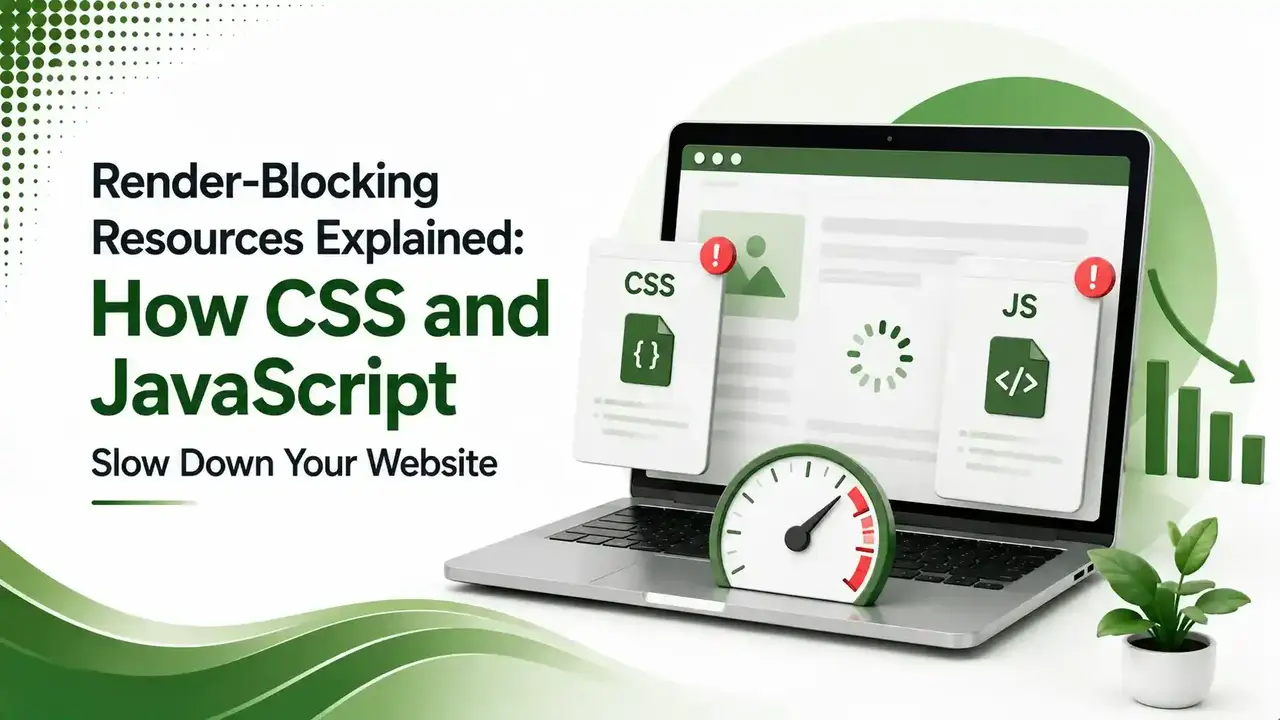 Render-Blocking
Resources Explained:
How CSS and
JavaScript
Slow Down Your Website
CSS
{ }
!
JS
</>
!